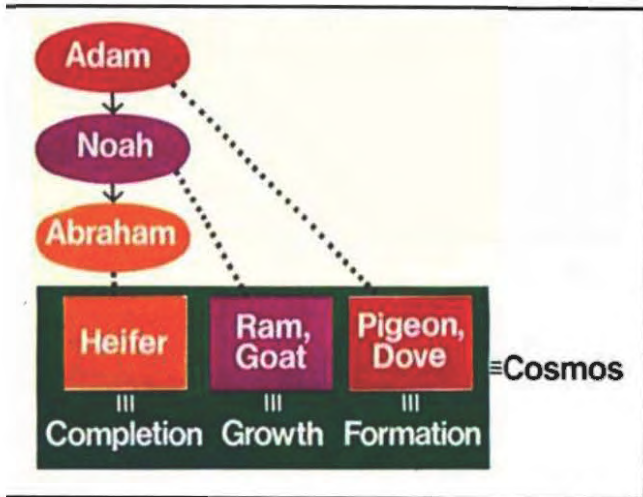 Adam
Noah
Abraham
Heifer
Ram,
Goat
Pigeon,
Dove
≡Cosmos
Completion
Growth
Formation